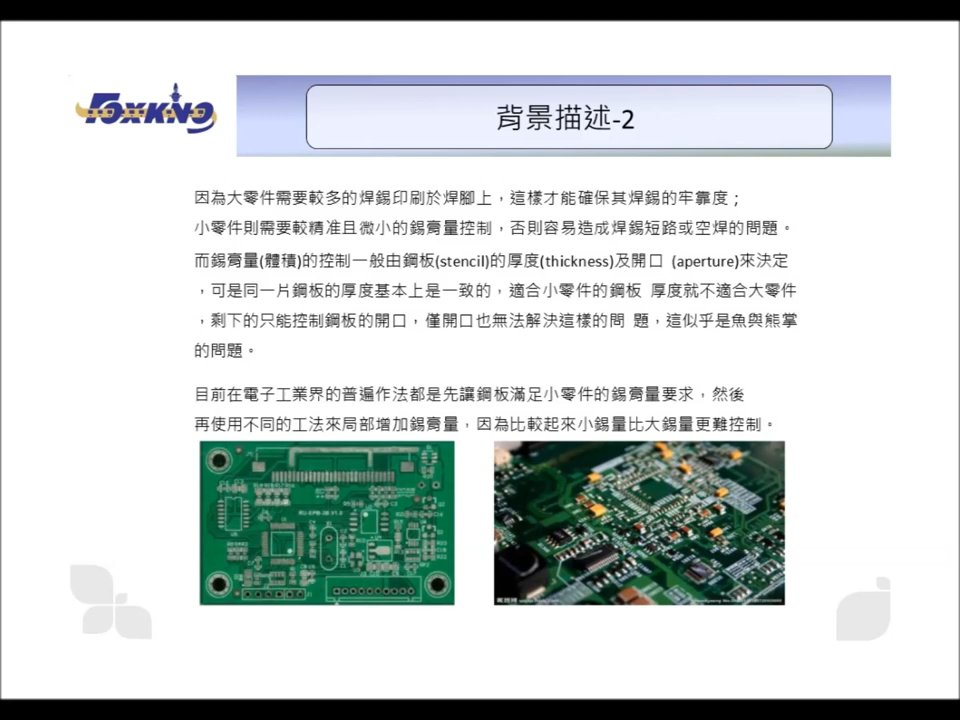 FOXKING
背景描述-2
因為大零件需要較多的焊錫印刷於焊腳上，這樣才能確保其焊錫的牢靠度；
小零件則需要較精准且微小的錫膏量控制，否則容易造成焊錫短路或空焊的問題。
而錫膏量(體積)的控制一般由鋼板(stencil)的厚度(thickness)及開口 (aperture)來決定
，可是同一片鋼板的厚度基本上是一致的，適合小零件的鋼板 厚度就不適合大零件
，剩下的只能控制鋼板的開口，僅開口也無法解決這樣的問 題，這似乎是魚與熊掌
的問題。
目前在電子工業界的普遍作法都是先讓鋼板滿足小零件的錫膏量要求，然後
再使用不同的工法來局部增加錫膏量，因為比較起來小錫量比大錫量更難控制。